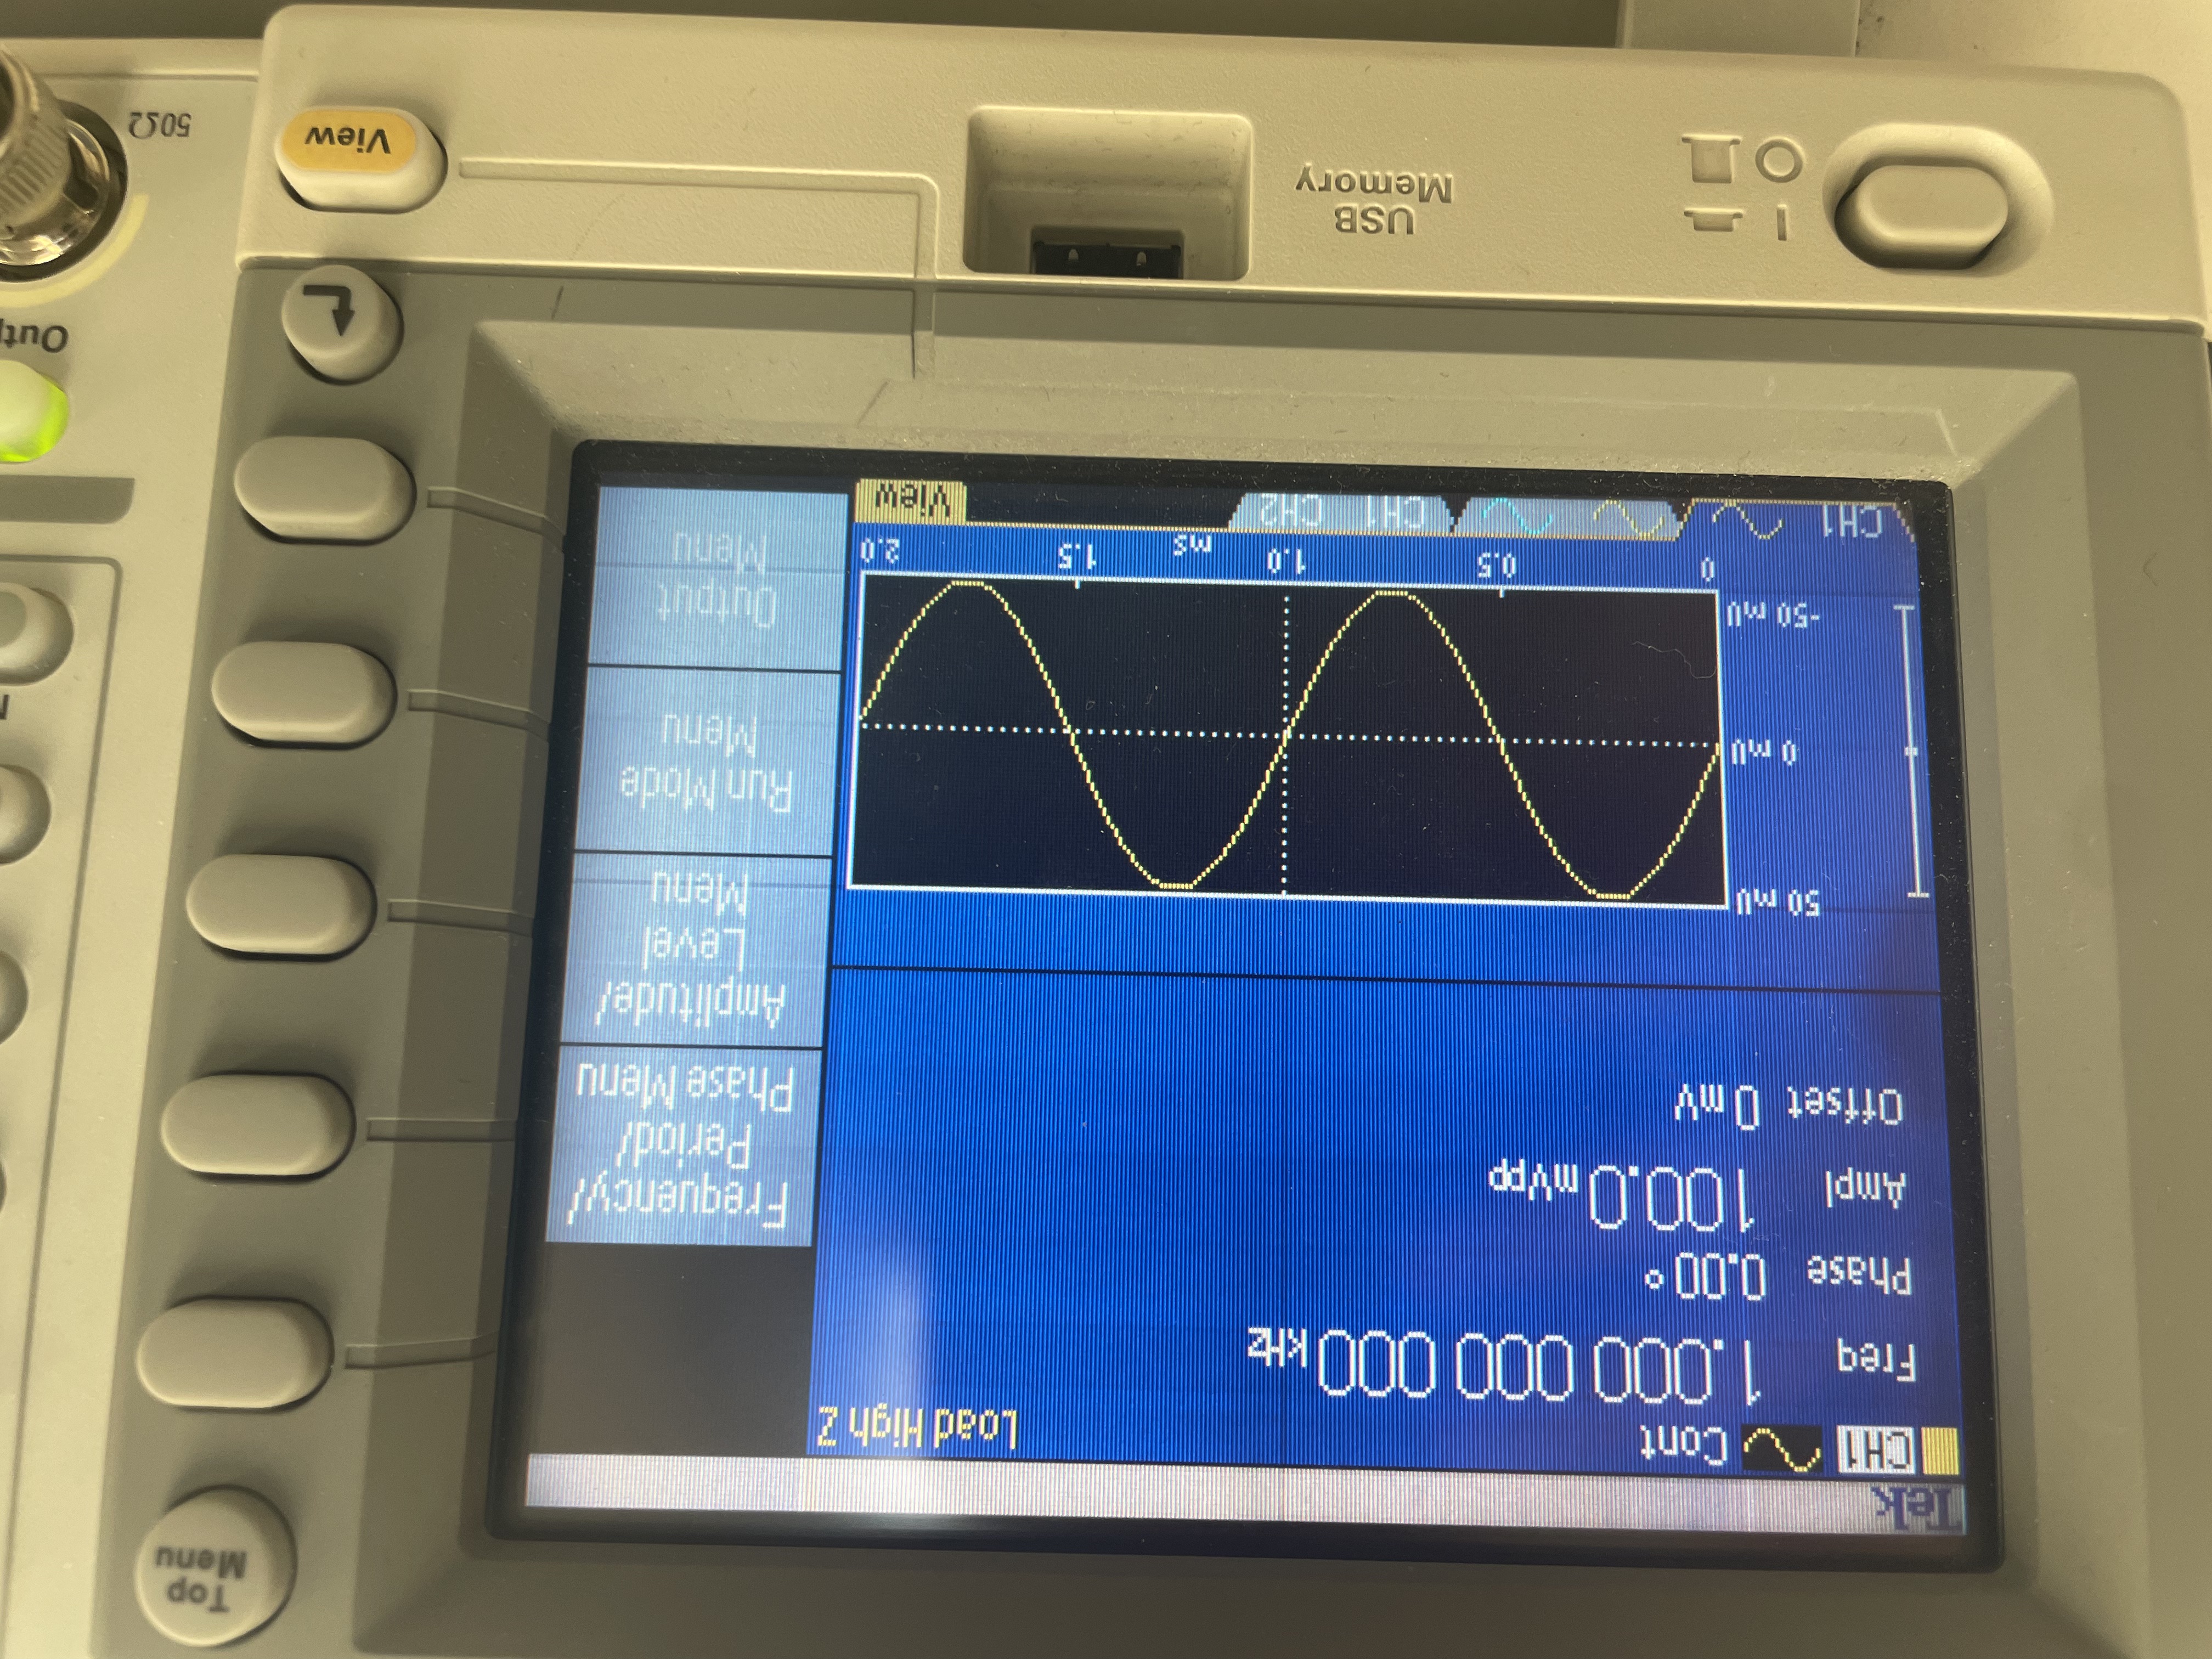 Top
Menu
Tek
CH1 Cont
Load High Z
Freq 1.000 000 000 kHz
Phase 0.00°
Ampl 100.0 mVpp
Offset 0 mV
Frequency/
Period/
Phase Menu
Amplitude/
Level
Menu
Run Mode
Menu
Output
Menu
50 mV
0 mV
-50 mV
0 0.5 1.0 ms 1.5 2.0
CH1 CH1 CH2 View
USB
Memory
View
50Ω